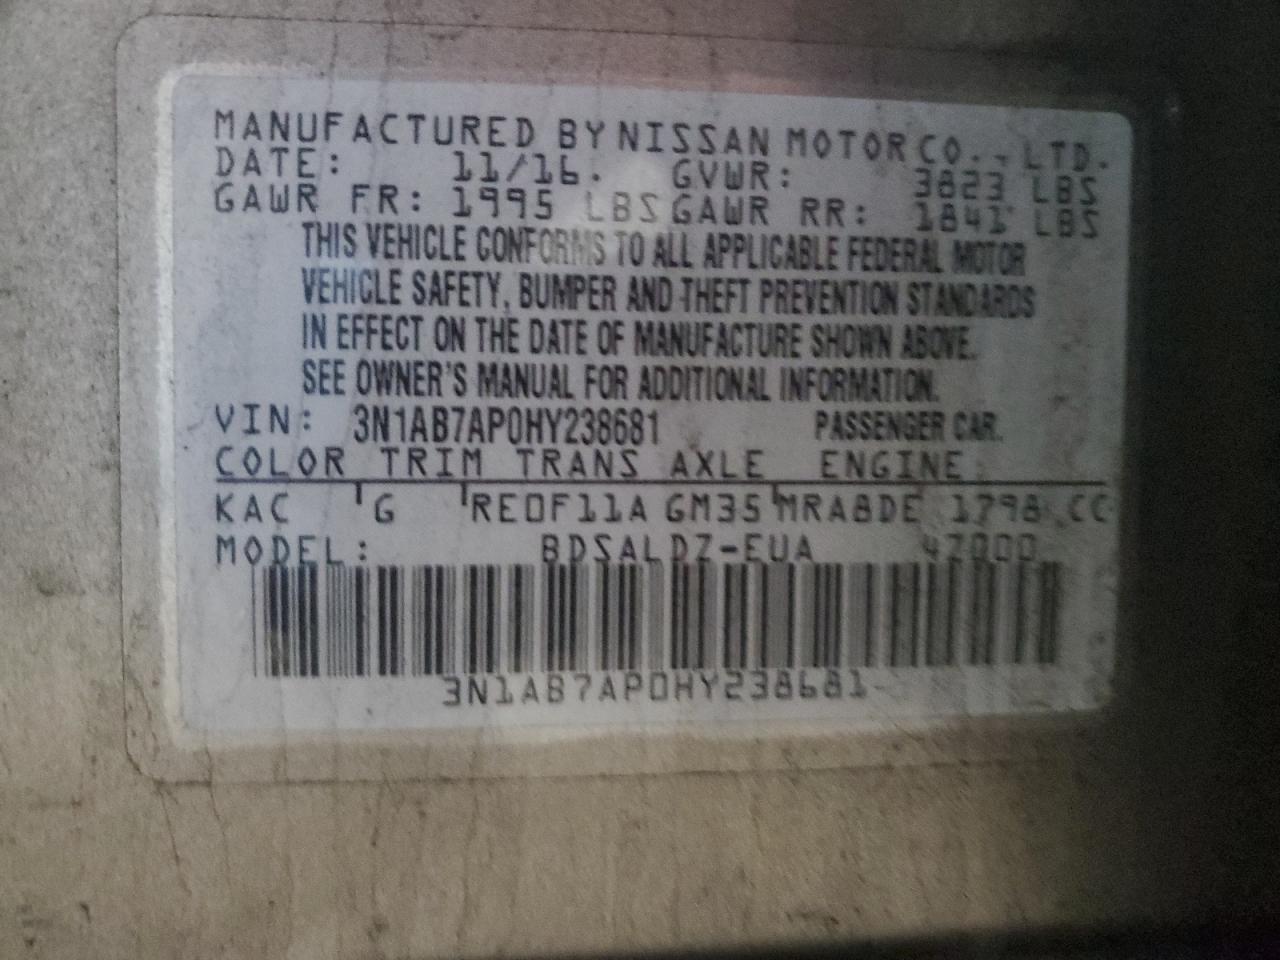 MANUFACTURED BY NISSAN MOTOR CO., LTD.
DATE: 11/16. GVWR: 3823 LBS
GAWR FR: 1995 LBS GAWR RR: 1841 LBS
THIS VEHICLE CONFORMS TO ALL APPLICABLE FEDERAL MOTOR
VEHICLE SAFETY, BUMPER AND THEFT PREVENTION STANDARDS
IN EFFECT ON THE DATE OF MANUFACTURE SHOWN ABOVE.
SEE OWNER'S MANUAL FOR ADDITIONAL INFORMATION.
VIN: 3N1AB7AP0HY238681 PASSENGER CAR.
COLOR TRIM TRANS AXLE ENGINE
KAC G RE0F11A GM35 MRA8DE 1798 CC
MODEL: BDSALDZ-EUA 4Z000
3N1AB7AP0HY238681